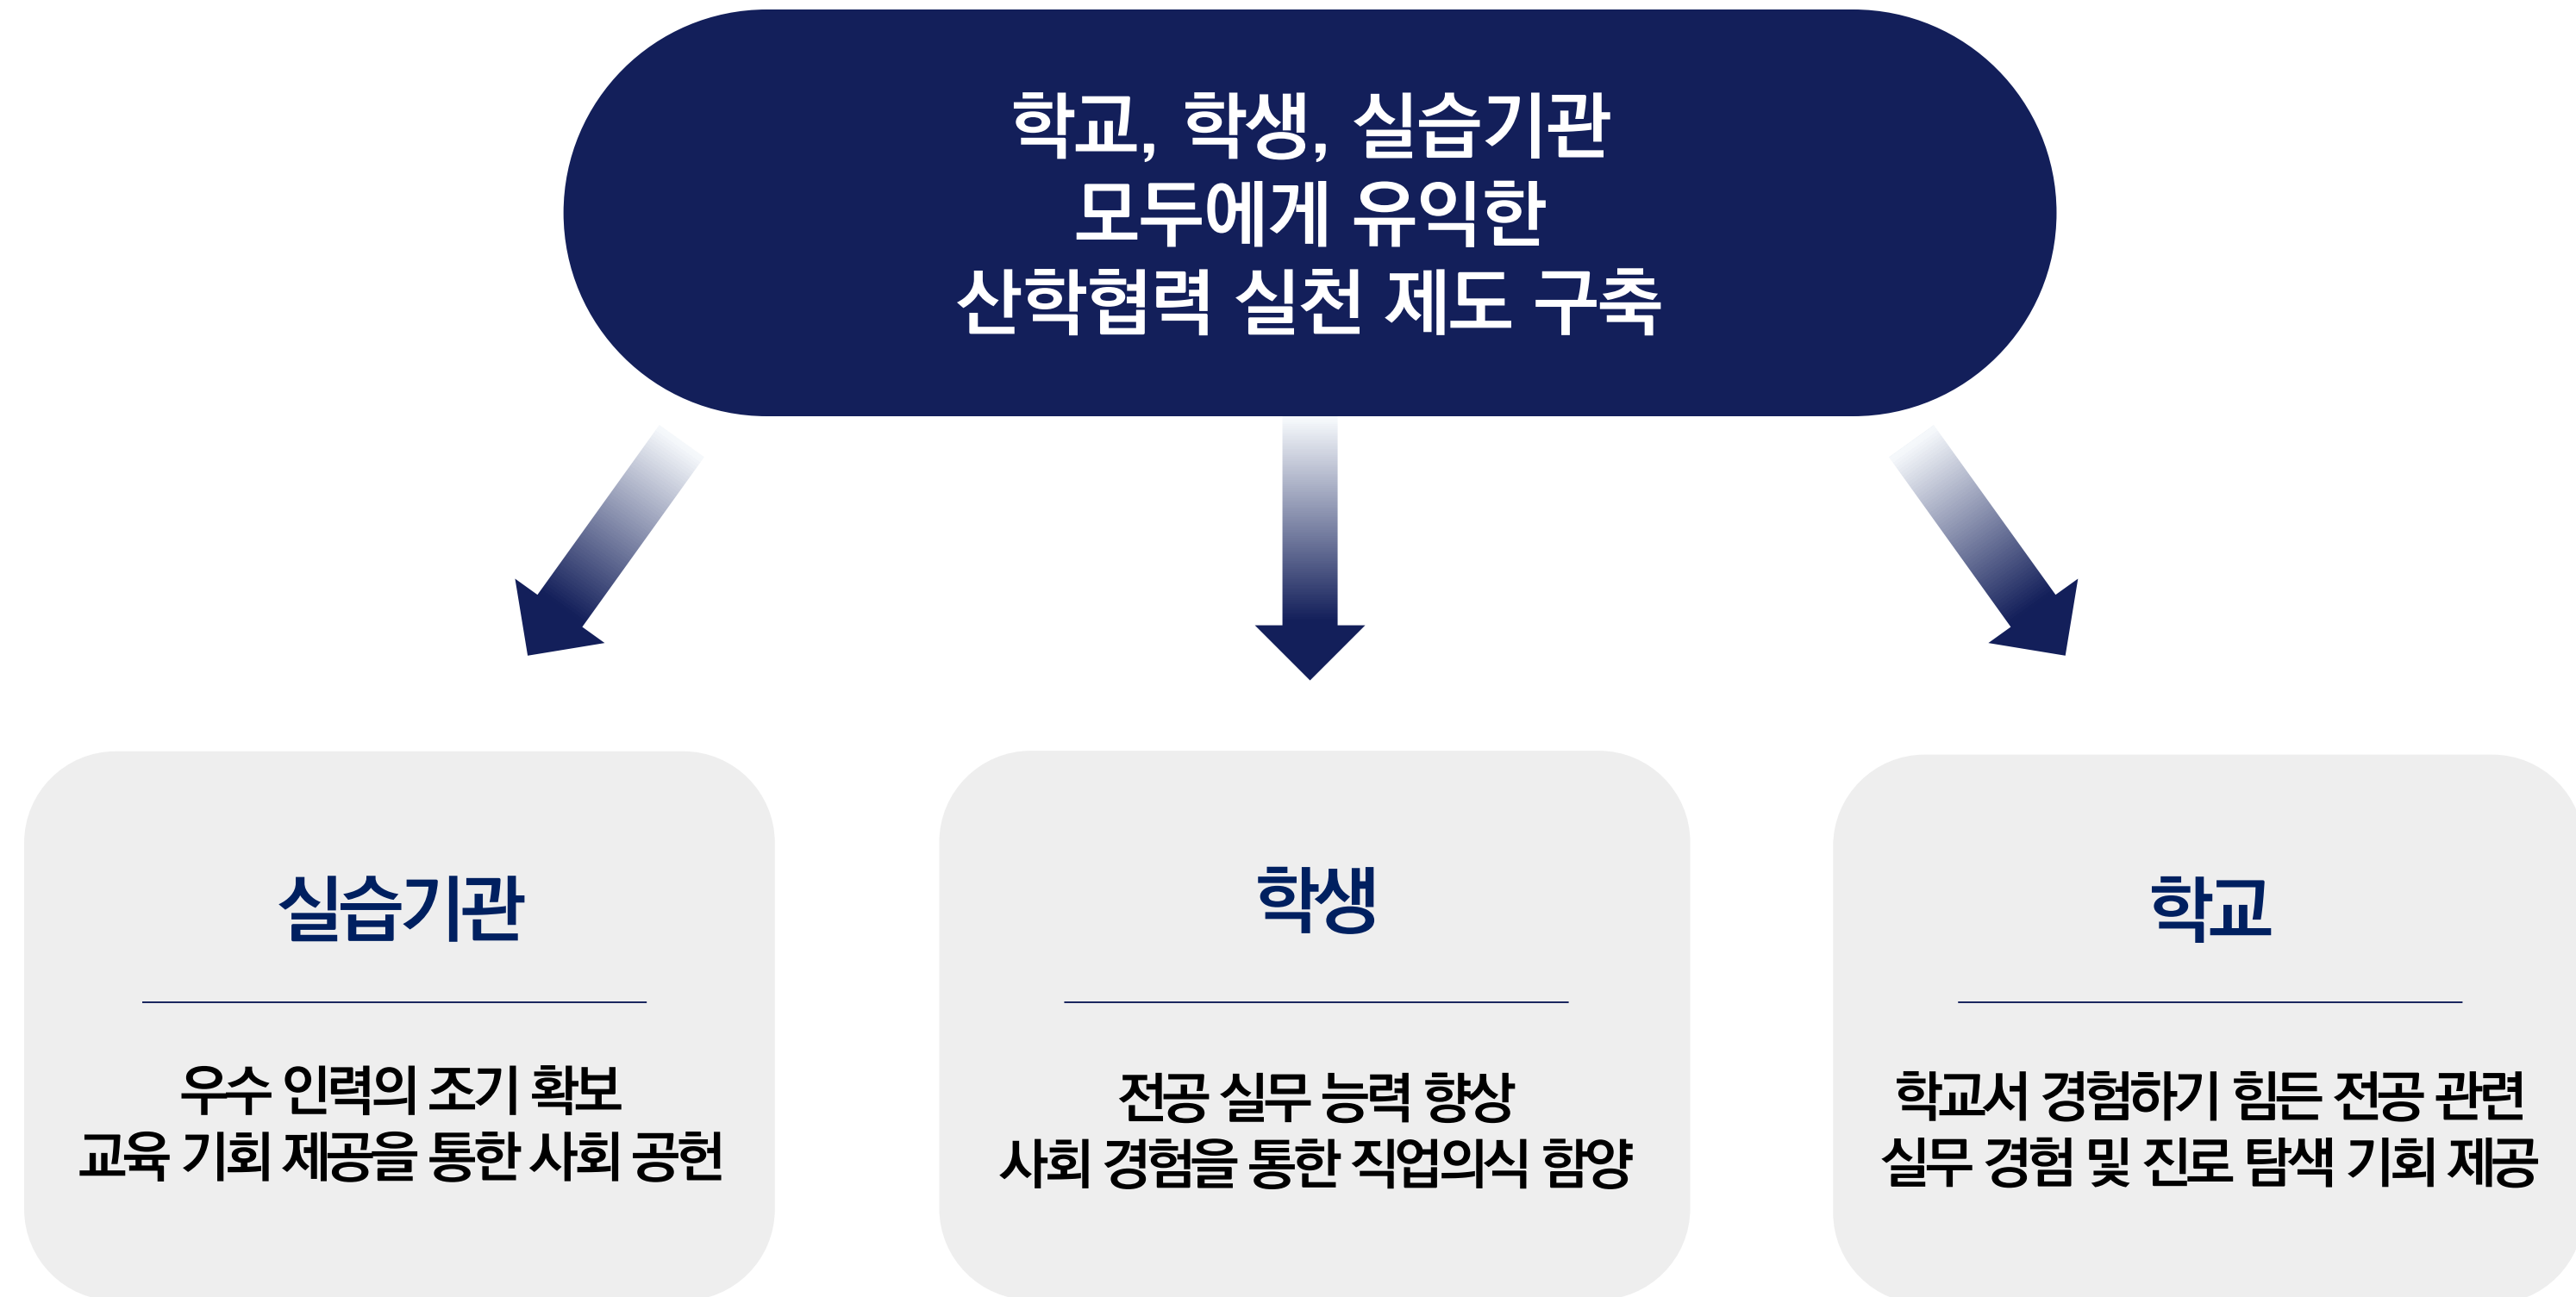 학교, 학생, 실습기관
모두에게 유익한
산학협력 실천 제도 구축
실습기관
우수 인력의 조기 확보
교육 기회 제공을 통한 사회 공헌
학생
전공 실무 능력 향상
사회 경험을 통한 직업의식 함양
학교
학교서 경험하기 힘든 전공 관련
실무 경험 및 진로 탐색 기회 제공